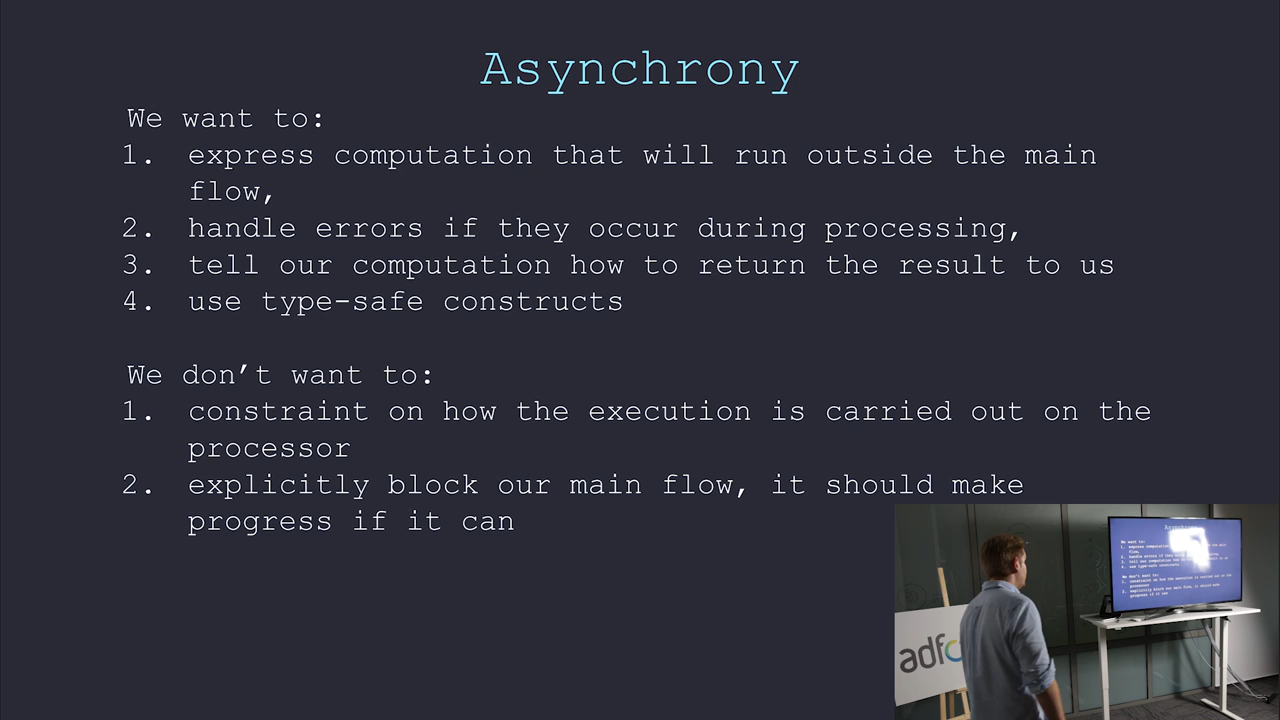 Asynchrony
We want to:
1. express computation that will run outside the main
flow,
2. handle errors if they occur during processing,
3. tell our computation how to return the result to us
4. use type-safe constructs
We don't want to:
1. constraint on how the execution is carried out on the
processor
2. explicitly block our main flow, it should make
progress if it can
adfo